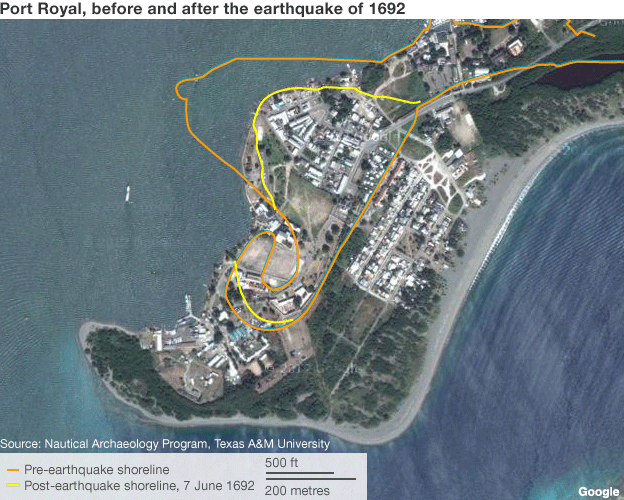 Port Royal, before and after the earthquake of 1692
Source: Nautical Archaeology Program, Texas A&M University
Pre-earthquake shoreline
Post-earthquake shoreline, 7 June 1692
500 ft
200 metres
Google